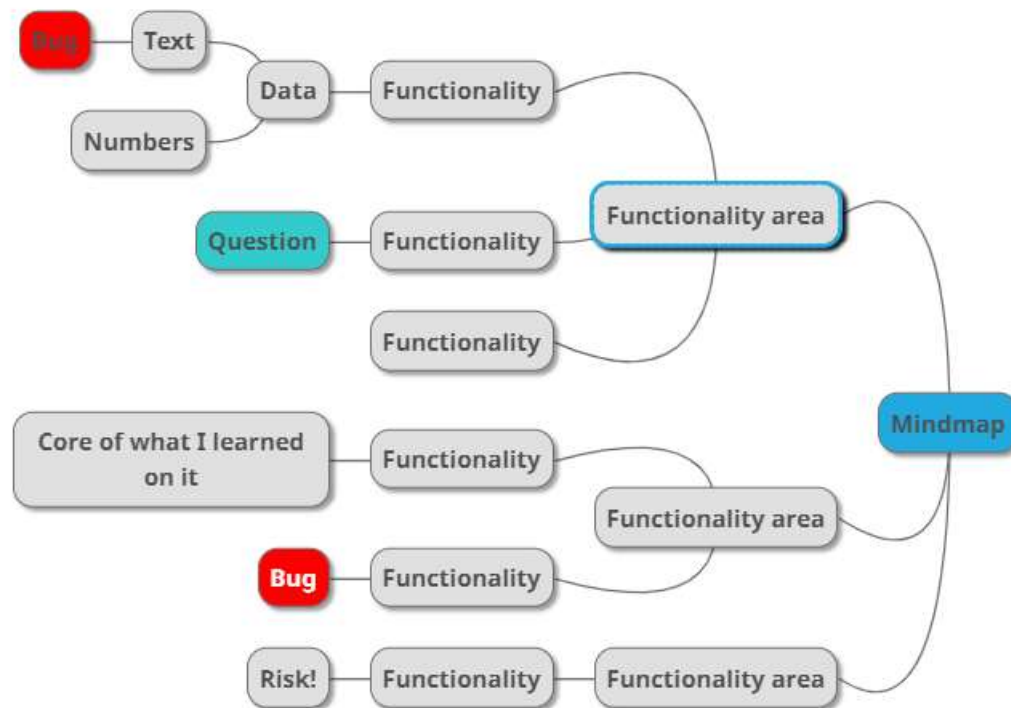 Bug
Text
Data
Functionality
Numbers
Functionality area
Question
Functionality
Functionality
Mindmap
Core of what I learned
on it
Functionality
Functionality area
Bug
Functionality
Risk!
Functionality
Functionality area